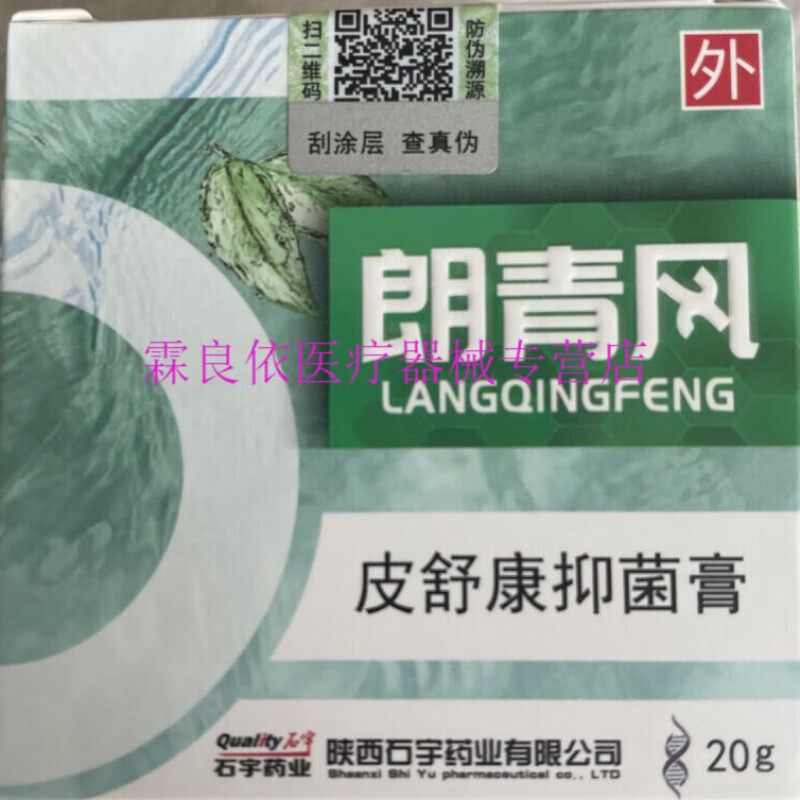 扫二维码
防伪溯源
外
刮涂层 查真伪
朗青风
霖良依医疗器械专营店
LANGQINGFENG
皮舒康抑菌膏
Quality 石宇
石宇药业
陕西石宇药业有限公司
Shaanxi Shi Yu pharmaceutical co., LTD
20g